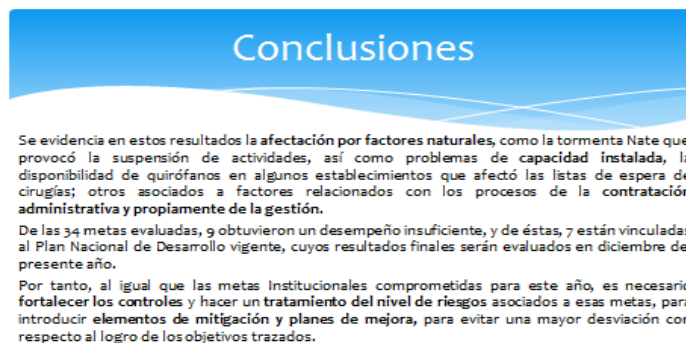 Conclusiones
Se evidencia en estos resultados la afectación por factores naturales, como la tormenta Nate que
provocó la suspensión de actividades, así como problemas de capacidad instalada, la
disponibilidad de quirófanos en algunos establecimientos que afectó las listas de espera de
cirugías; otros asociados a factores relacionados con los procesos de la contratación
administrativa y propiamente de la gestión.
De las 34 metas evaluadas, 9 obtuvieron un desempeño insuficiente, y de éstas, 7 están vinculadas
al Plan Nacional de Desarrollo vigente, cuyos resultados finales serán evaluados en diciembre de
presente año.
Por tanto, al igual que las metas Institucionales comprometidas para este año, es necesario
fortalecer los controles y hacer un tratamiento del nivel de riesgos asociados a esas metas, para
introducir elementos de mitigación y planes de mejora, para evitar una mayor desviación con
respecto al logro de los objetivos trazados.